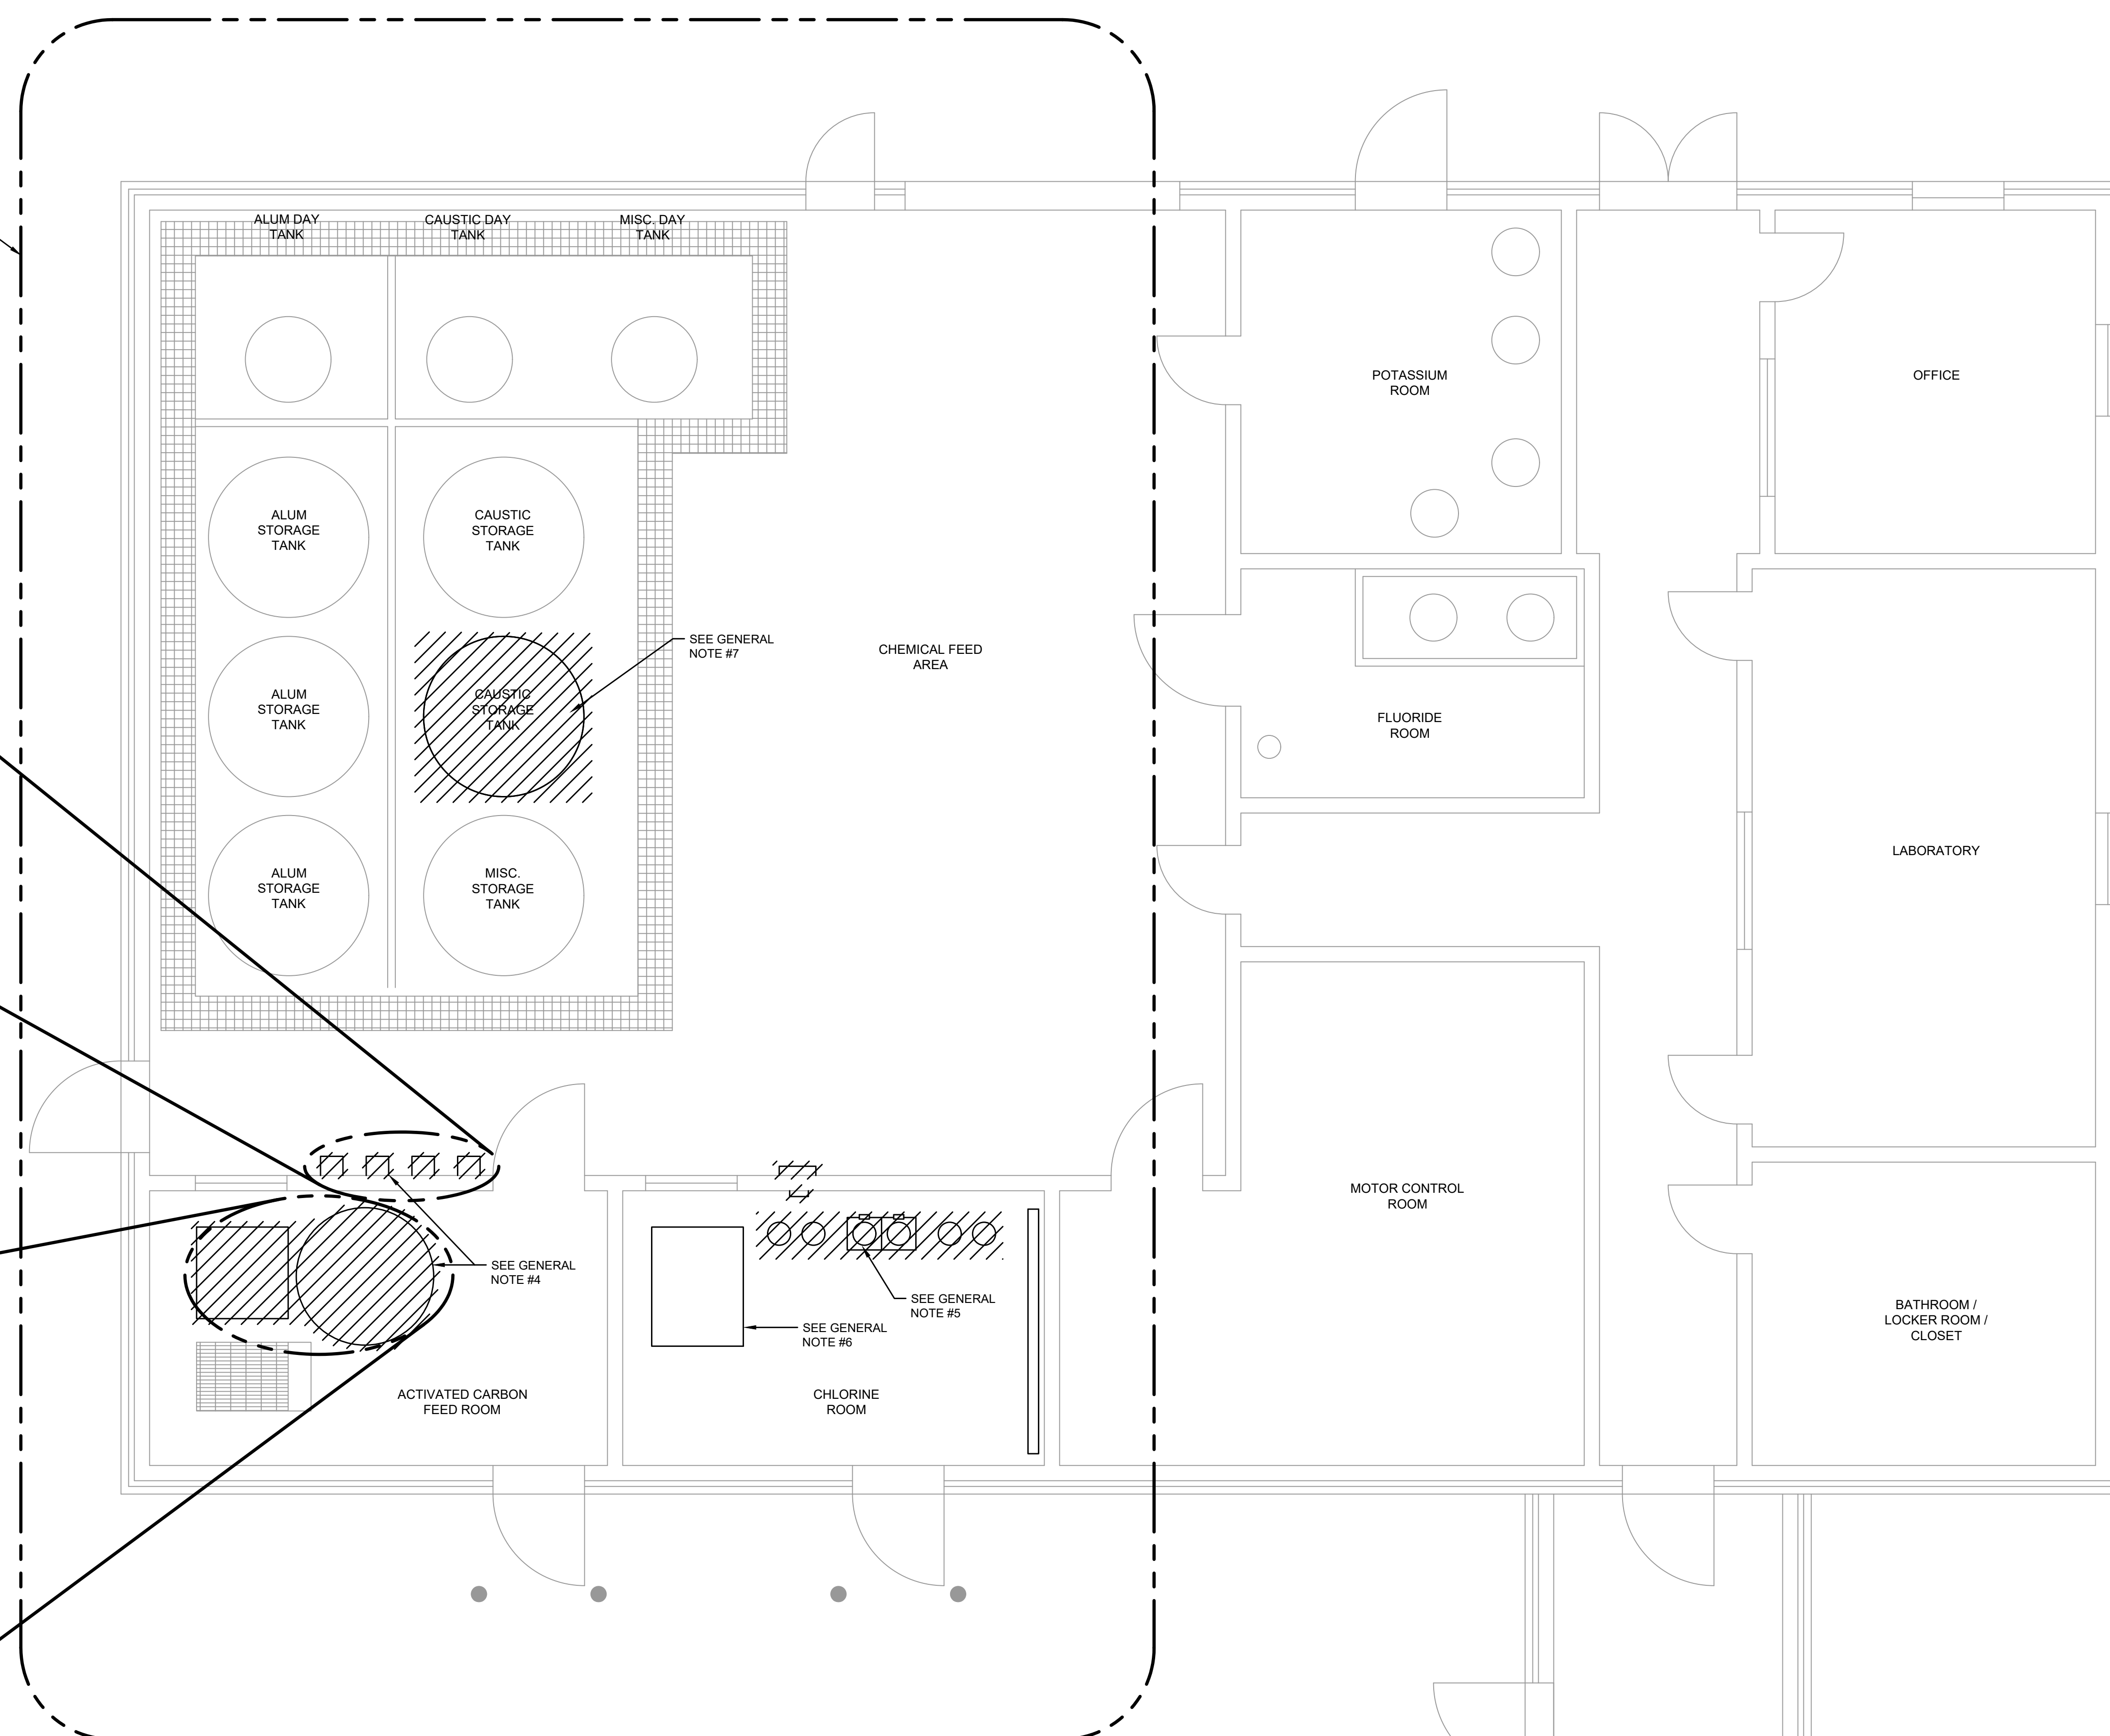 ALUM DAY
TANK
CAUSTIC DAY
TANK
MISC. DAY
TANK
POTASSIUM
ROOM
OFFICE
ALUM
STORAGE
TANK
CAUSTIC
STORAGE
TANK
SEE GENERAL
NOTE #7
CHEMICAL FEED
AREA
ALUM
STORAGE
TANK
CAUSTIC
STORAGE
TANK
FLUORIDE
ROOM
LABORATORY
ALUM
STORAGE
TANK
MISC.
STORAGE
TANK
MOTOR CONTROL
ROOM
SEE GENERAL
NOTE #4
SEE GENERAL
NOTE #5
SEE GENERAL
NOTE #6
BATHROOM /
LOCKER ROOM /
CLOSET
ACTIVATED CARBON
FEED ROOM
CHLORINE
ROOM